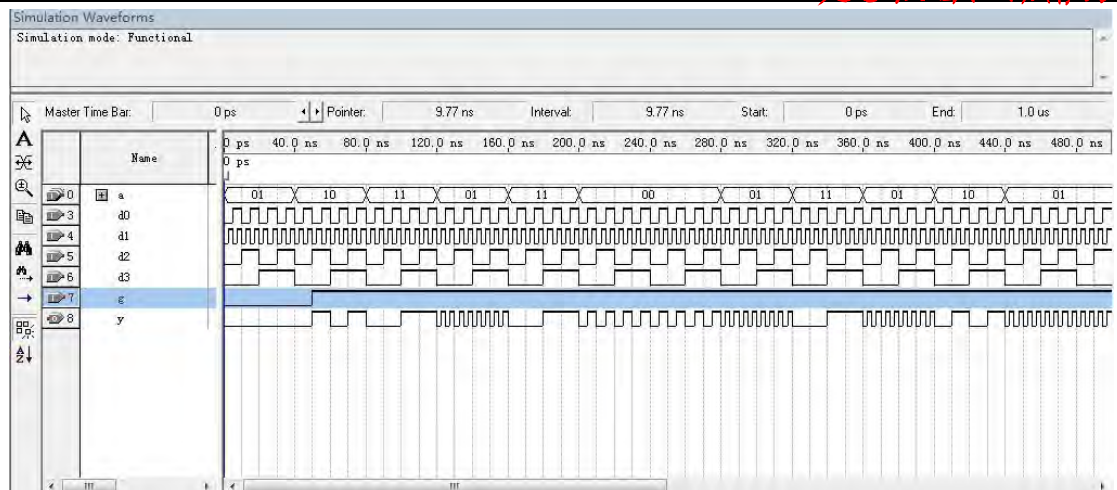 Simulation Waveforms
Simulation mode: Functional
Master Time Bar: 0 ps Pointer: 9.77 ns Interval: 9.77 ns Start: 0 ps End: 1.0 us
Name
0 ps 40.0 ns 80.0 ns 120.0 ns 160.0 ns 200.0 ns 240.0 ns 280.0 ns 320.0 ns 360.0 ns 400.0 ns 440.0 ns 480.0 ns
0 ps
0 a 01 10 11 01 11 00 01 11 01 10 01
3 d0
4 d1
5 d2
6 d3
7 g
8 y